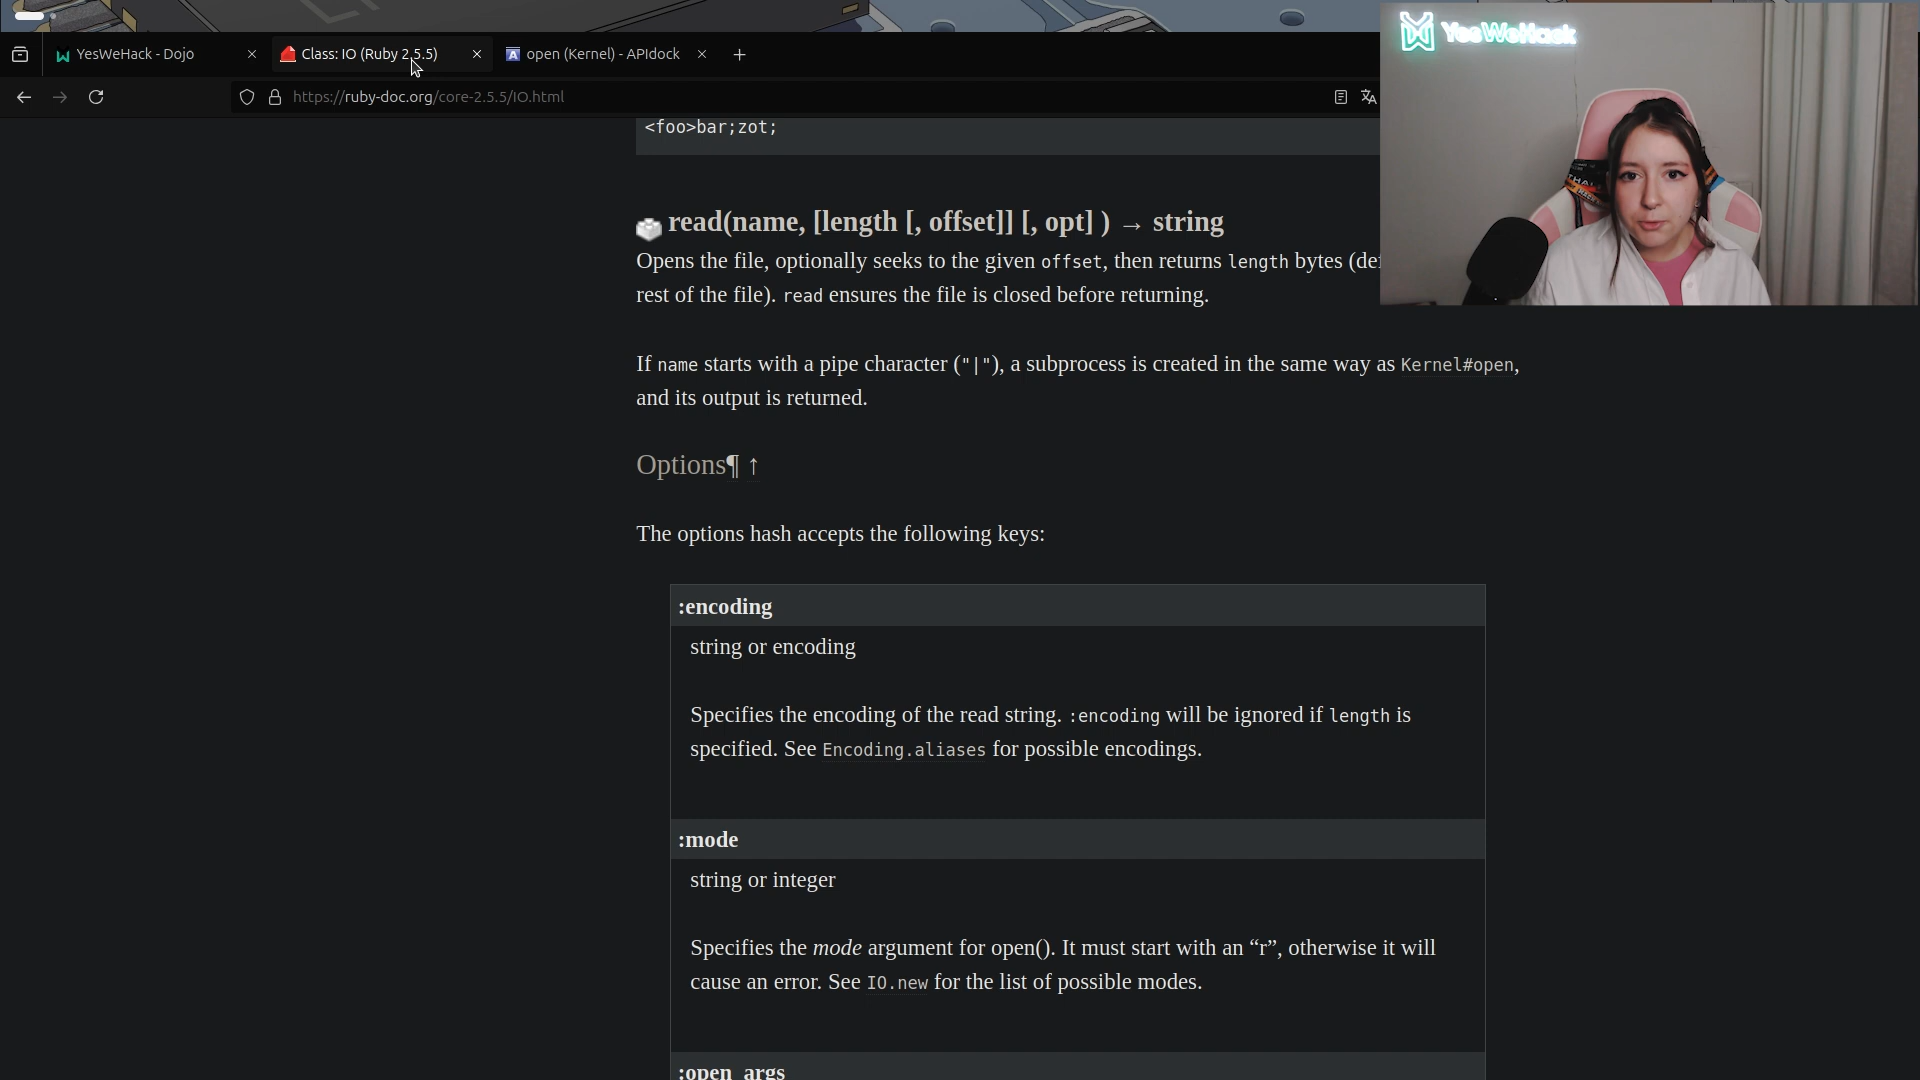 YesWeHack
YesWeHack - Dojo
Class: IO (Ruby 2.5.5)
open (Kernel) - APIdock
https://ruby-doc.org/core-2.5.5/IO.html
<foo>bar;zot;
read(name, [length [, offset]] [, opt] ) → string
Opens the file, optionally seeks to the given offset, then returns length bytes
rest of the file). read ensures the file is closed before returning.
If name starts with a pipe character ("|"), a subprocess is created in the same way as Kernel#open,
and its output is returned.
Options¶ ↑
The options hash accepts the following keys:
:encoding
string or encoding
Specifies the encoding of the read string. :encoding will be ignored if length is
specified. See Encoding.aliases for possible encodings.
:mode
string or integer
Specifies the mode argument for open(). It must start with an “r”, otherwise it will
cause an error. See IO.new for the list of possible modes.
:open_args